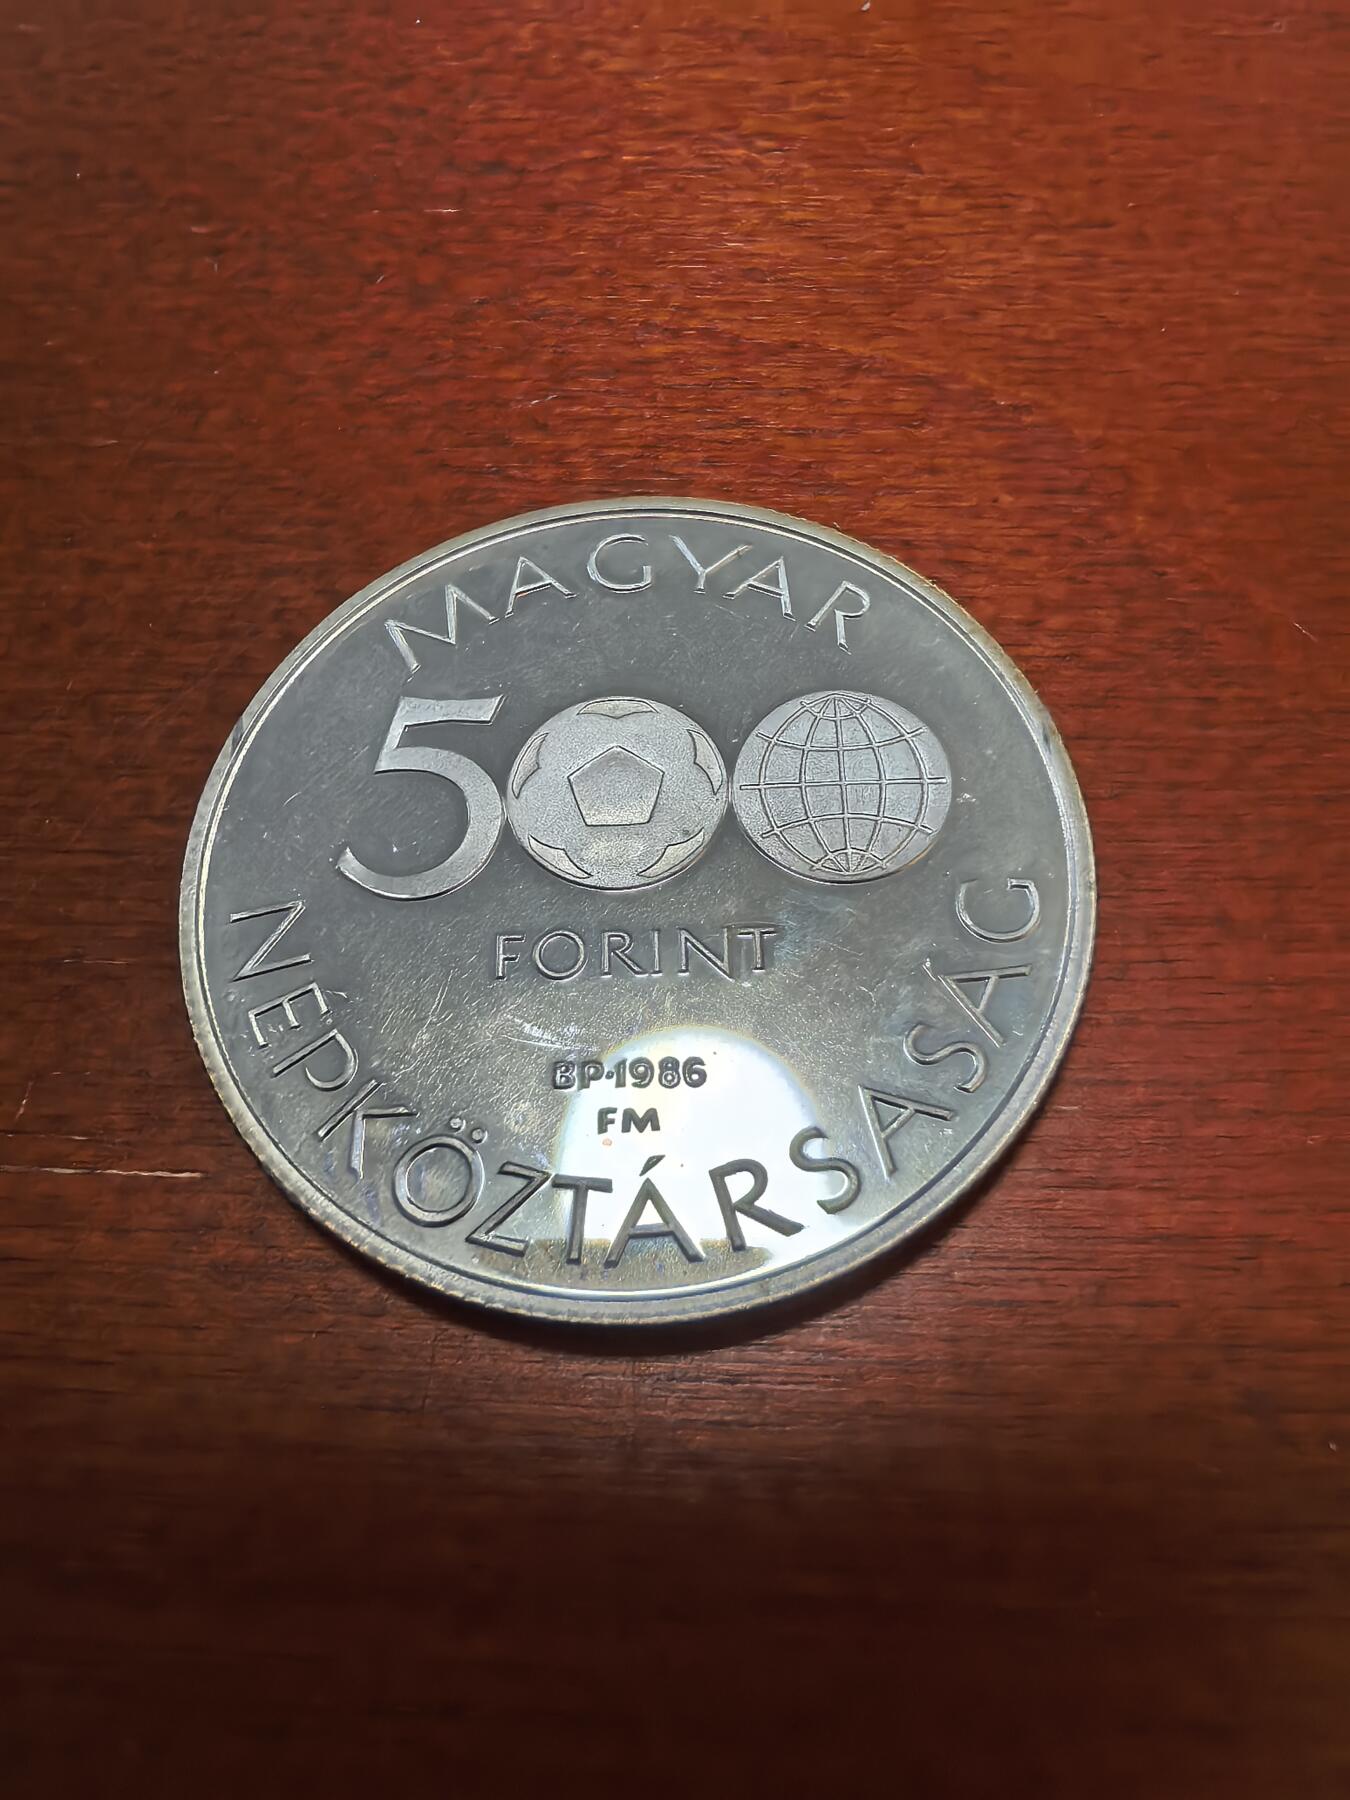 MAGYAR
500
FORINT
BP·1986
FM
NÉPKÖZTÁRSASÁG